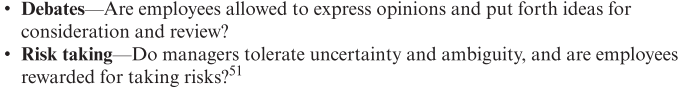 • Debates—Are employees allowed to express opinions and put forth ideas for
consideration and review?
• Risk taking—Do managers tolerate uncertainty and ambiguity, and are employees
rewarded for taking risks?51